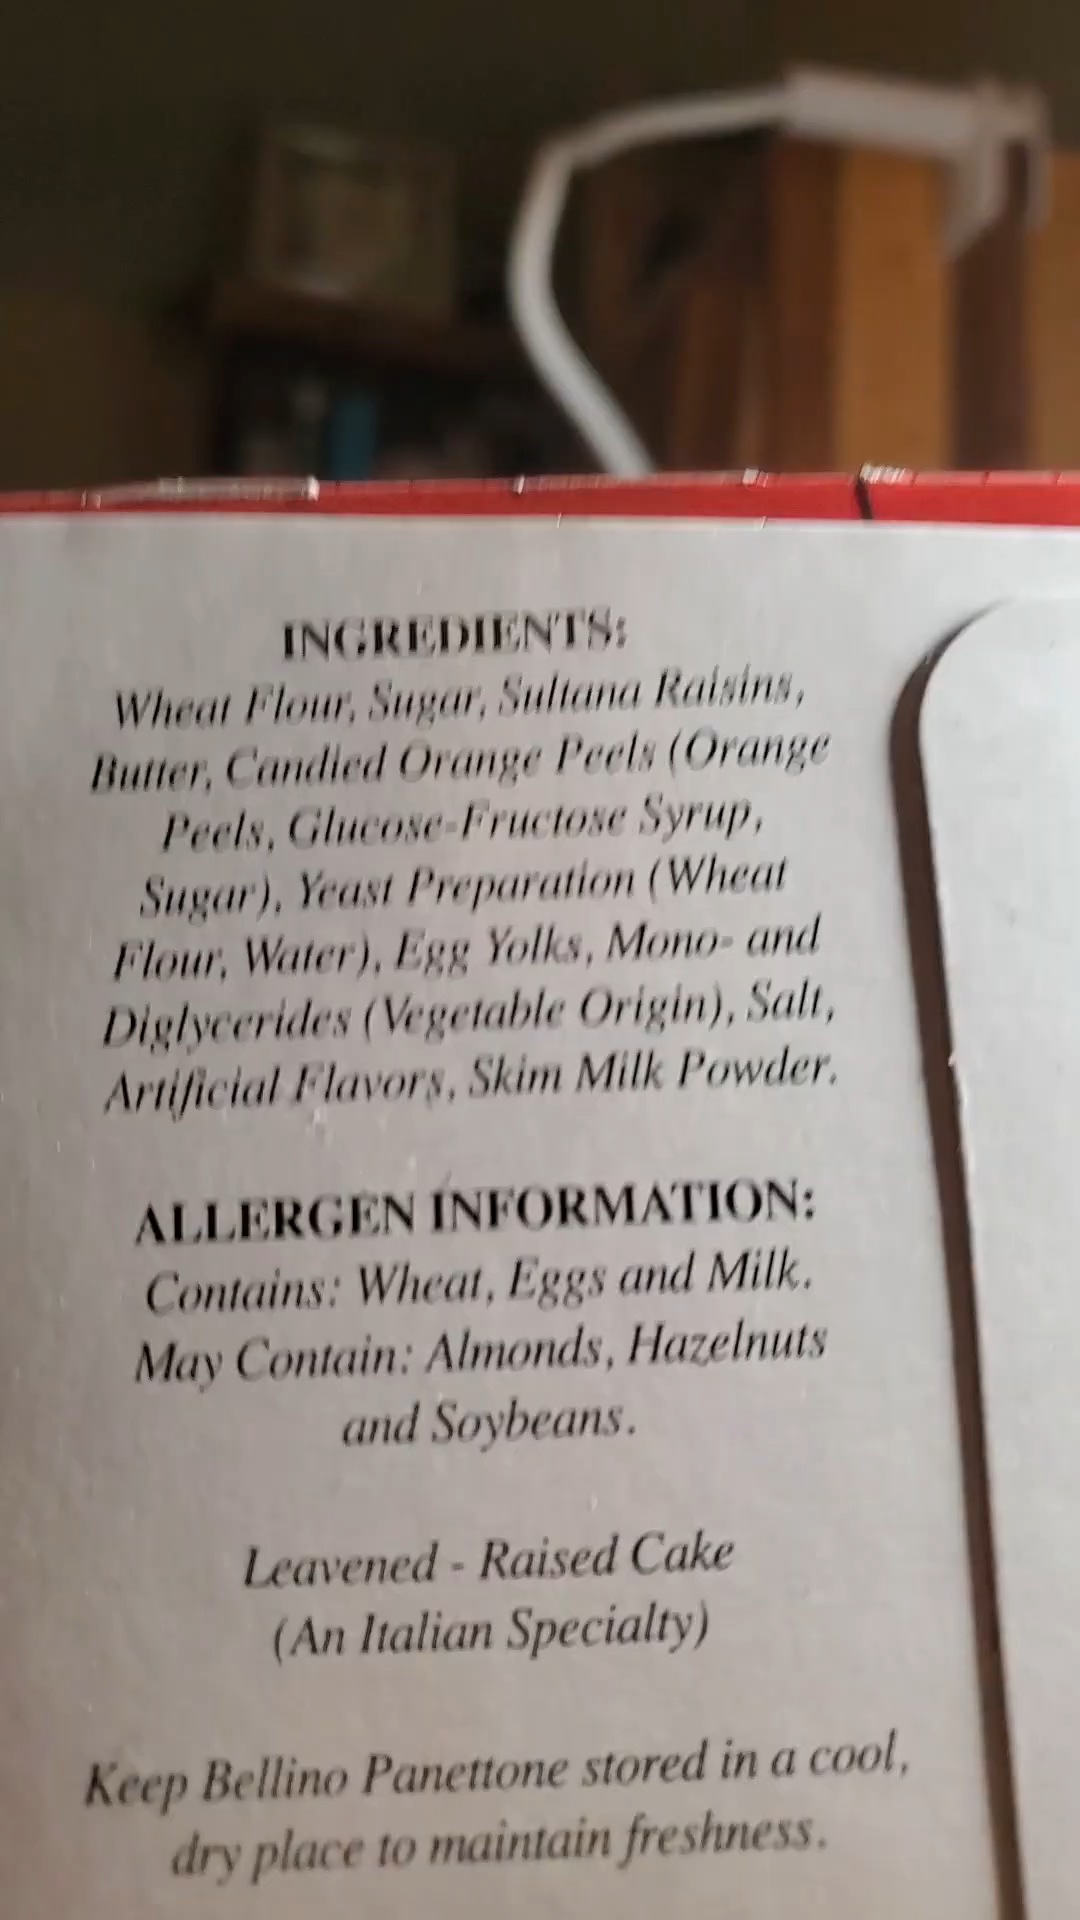 INGREDIENTS:
Wheat Flour, Sugar, Sultana Raisins,
Butter, Candied Orange Peels (Orange
Peels, Glucose-Fructose Syrup,
Sugar), Yeast Preparation (Wheat
Flour, Water), Egg Yolks, Mono- and
Diglycerides (Vegetable Origin), Salt,
Artificial Flavors, Skim Milk Powder.
ALLERGEN INFORMATION:
Contains: Wheat, Eggs and Milk.
May Contain: Almonds, Hazelnuts
and Soybeans.
Leavened - Raised Cake
(An Italian Specialty)
Keep Bellino Panettone stored in a cool,
dry place to maintain freshness.